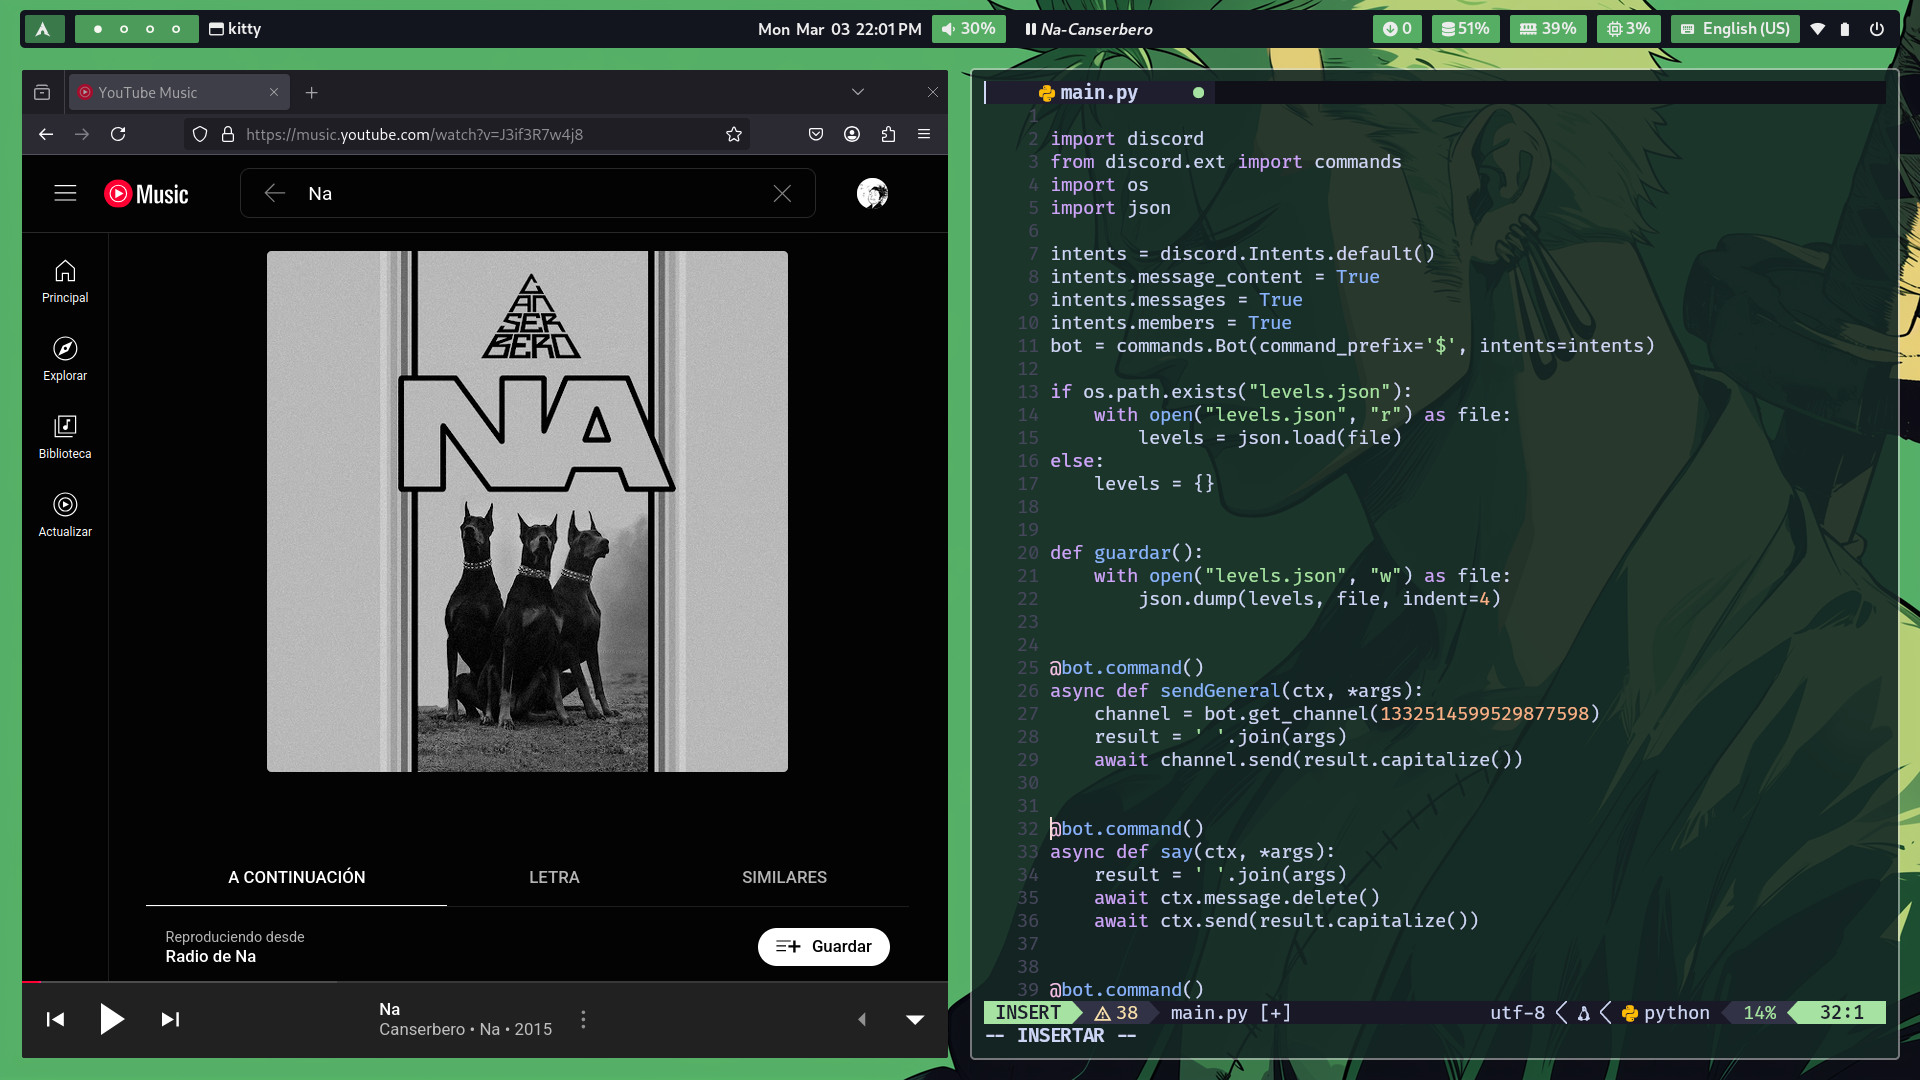 kitty
Mon Mar 03 22:01 PM
30%
Na-Canserbero
0
51%
39%
3%
English (US)
YouTube Music
https://music.youtube.com/watch?v=J3if3R7w4j8
Music
Na
Principal
Explorar
Biblioteca
Actualizar
CAN
SER
BERO
NA
A CONTINUACIÓN
LETRA
SIMILARES
Reproduciendo desde
Radio de Na
Guardar
Na
Canserbero • Na • 2015
main.py
1
2 import discord
3 from discord.ext import commands
4 import os
5 import json
6
7 intents = discord.Intents.default()
8 intents.message_content = True
9 intents.messages = True
10 intents.members = True
11 bot = commands.Bot(command_prefix='$', intents=intents)
12
13 if os.path.exists("levels.json"):
14     with open("levels.json", "r") as file:
15         levels = json.load(file)
16 else:
17     levels = {}
18
19
20 def guardar():
21     with open("levels.json", "w") as file:
22         json.dump(levels, file, indent=4)
23
24
25 @bot.command()
26 async def sendGeneral(ctx, *args):
27     channel = bot.get_channel(1332514599529877598)
28     result = ' '.join(args)
29     await channel.send(result.capitalize())
30
31
32 @bot.command()
33 async def say(ctx, *args):
34     result = ' '.join(args)
35     await ctx.message.delete()
36     await ctx.send(result.capitalize())
37
38
39 @bot.command()
INSERT
38
main.py [+]
utf-8
python
14%
32:1
-- INSERTAR --